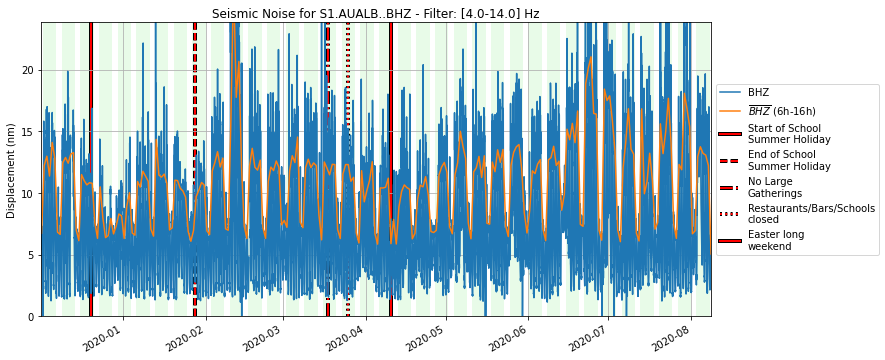 Seismic Noise for S1.AUALB..BHZ - Filter: [4.0-14.0] Hz
Displacement (nm)
20
15
10
5
0
2020-01
2020-02
2020-03
2020-04
2020-05
2020-06
2020-07
2020-08
BHZ
BHZ (6h-16h)
Start of School
Summer Holiday
End of School
Summer Holiday
No Large
Gatherings
Restaurants/Bars/Schools
closed
Easter long
weekend